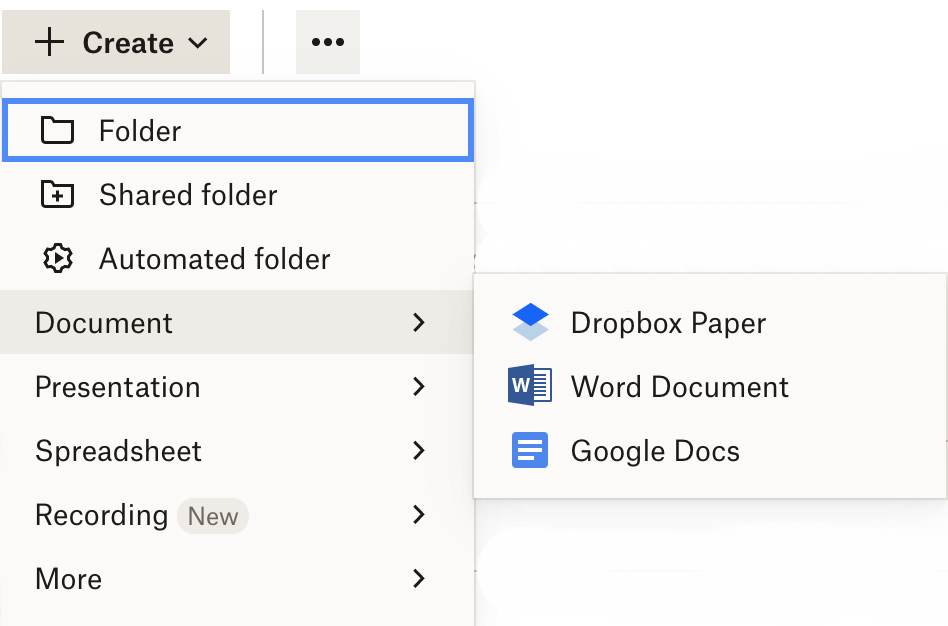 Create
Folder
Shared folder
Automated folder
Document
Dropbox Paper
Presentation
W Word Document
Spreadsheet
Google Docs
Recording New
More